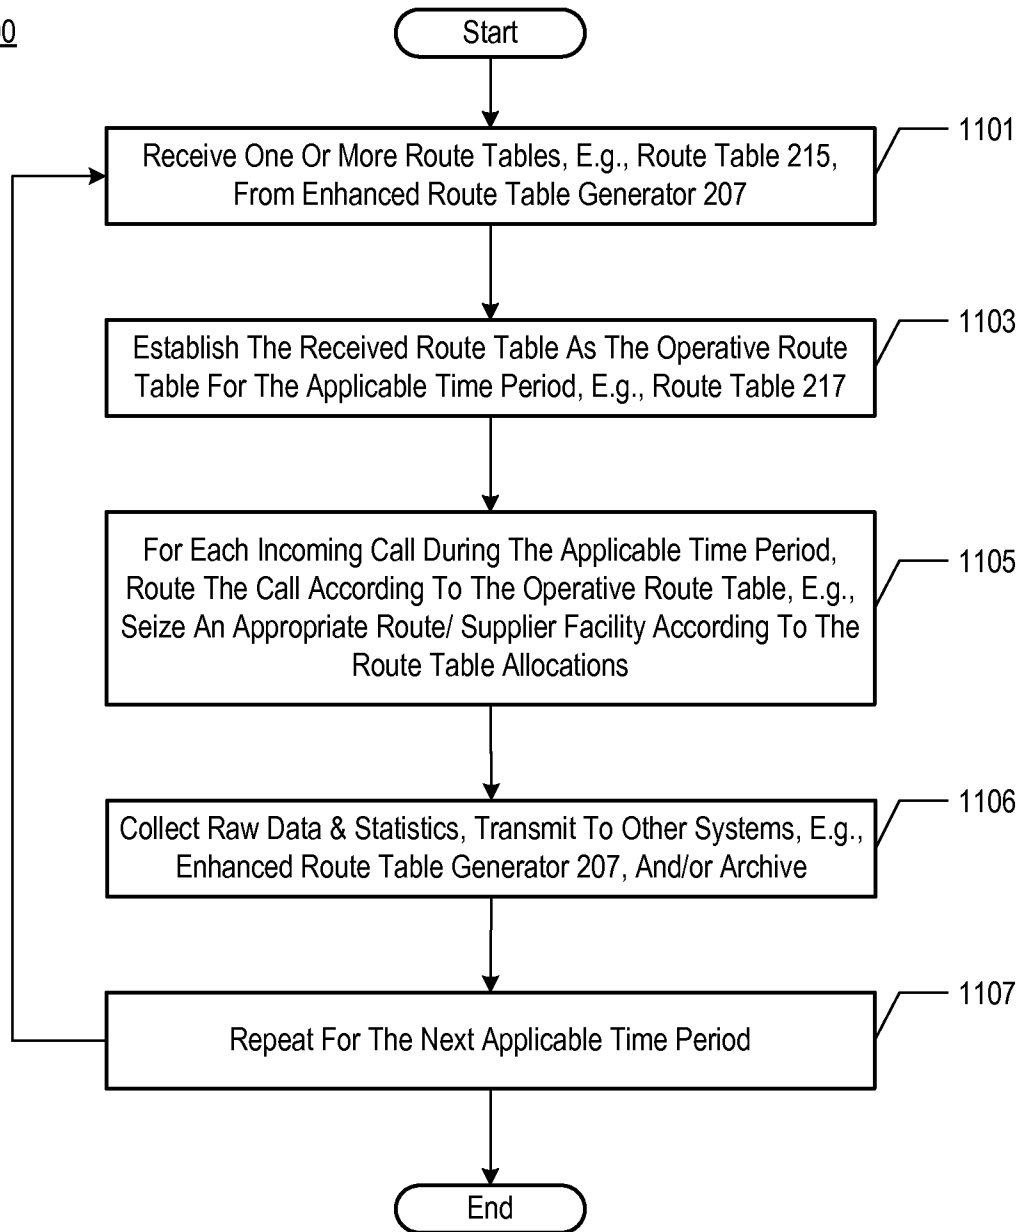 Start
1101
Receive One Or More Route Tables, E.g., Route Table 215,
From Enhanced Route Table Generator 207
1103
Establish The Received Route Table As The Operative Route
Table For The Applicable Time Period, E.g., Route Table 217
1105
For Each Incoming Call During The Applicable Time Period,
Route The Call According To The Operative Route Table, E.g.,
Seize An Appropriate Route/ Supplier Facility According To The
Route Table Allocations
1106
Collect Raw Data & Statistics, Transmit To Other Systems, E.g.,
Enhanced Route Table Generator 207, And/or Archive
1107
Repeat For The Next Applicable Time Period
End